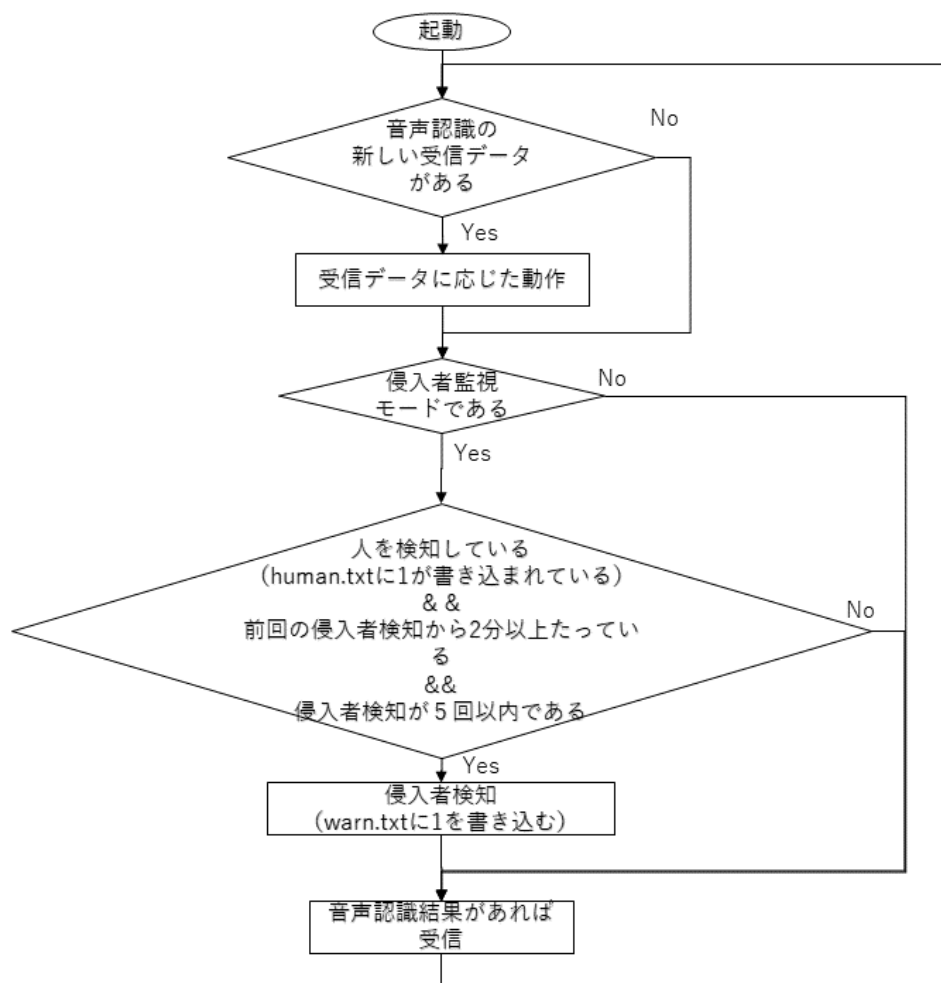 起動
音声認識の
新しい受信データ
がある
No
Yes
受信データに応じた動作
侵入者監視
モードである
No
Yes
人を検知している
(human.txtに1が書き込まれている)
& &
前回の侵入者検知から2分以上たってい
る
&&
侵入者検知が５回以内である
No
Yes
侵入者検知
(warn.txtに1を書き込む)
音声認識結果があれば
受信